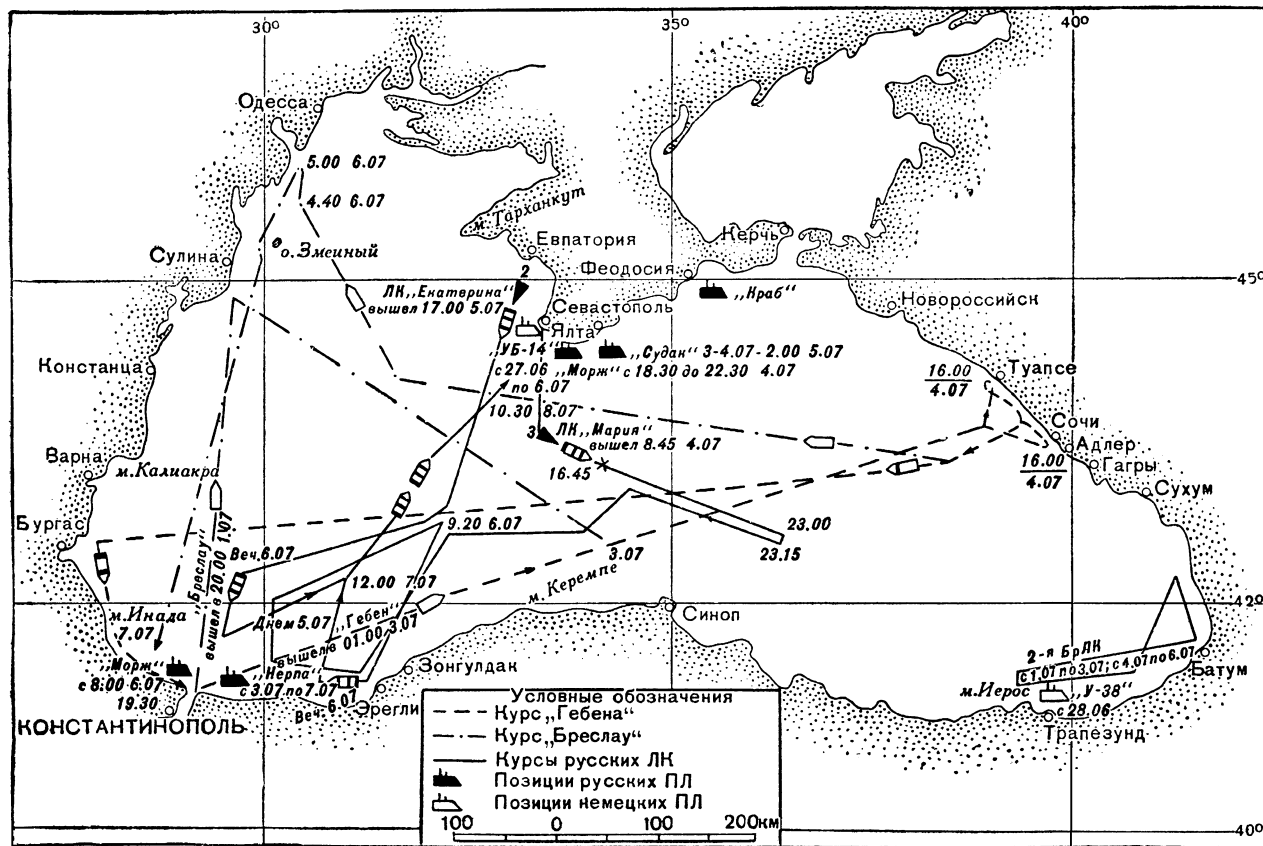 30°
35°
40°
Одесса
5.00 6.07
4.40 6.07
м. Тарханкут
о. Змеиный
Евпатория
Керчь
Сулина
Феодосия
45°
2
ЛК „Екатерина"
вышел 17.00 5.07
„Краб"
Новороссийск
Севастополь
Ялта
„УБ-14"
с 27.06
по 6.07
„Судак" 3-4.07-2.00 5.07
„Морж" с 18.30 до 22.30 4.07
Констанца
16.00
4.07
Туапсе
10.30 8.07
3
ЛК „Мария"
вышел 8.45 4.07
Сочи
Адлер
Гагры
16.00
4.07
Варна
м. Калиакра
16.45
Сухум
Бургас
9.20 6.07
23.00
23.15
„Бреслау"
вышел в 20.00 1.07
Веч. 6.07
3.07
12.00 7.07
м. Керемпе
42°
м. Инада
7.07
Днем 5.07
„Гебен"
вышел в 01.00 3.07
Синоп
„Морж"
с 8.00 6.07
19.30
„Нерпа"
с 3.07 по 7.07
Зонгулдак
2-я БрЛК
с 1.07 по 3.07; с 4.07 по 6.07
Батум
Веч. 6.07
Эрегли
м. Иерос
„У-38"
с 28.06
КОНСТАНТИНОПОЛЬ
Трапезунд
Условные обозначения
Курс „Гебена"
Курс „Бреслау"
Курсы русских ЛК
Позиции русских ПЛ
Позиции немецких ПЛ
100 0 100 200км
40°